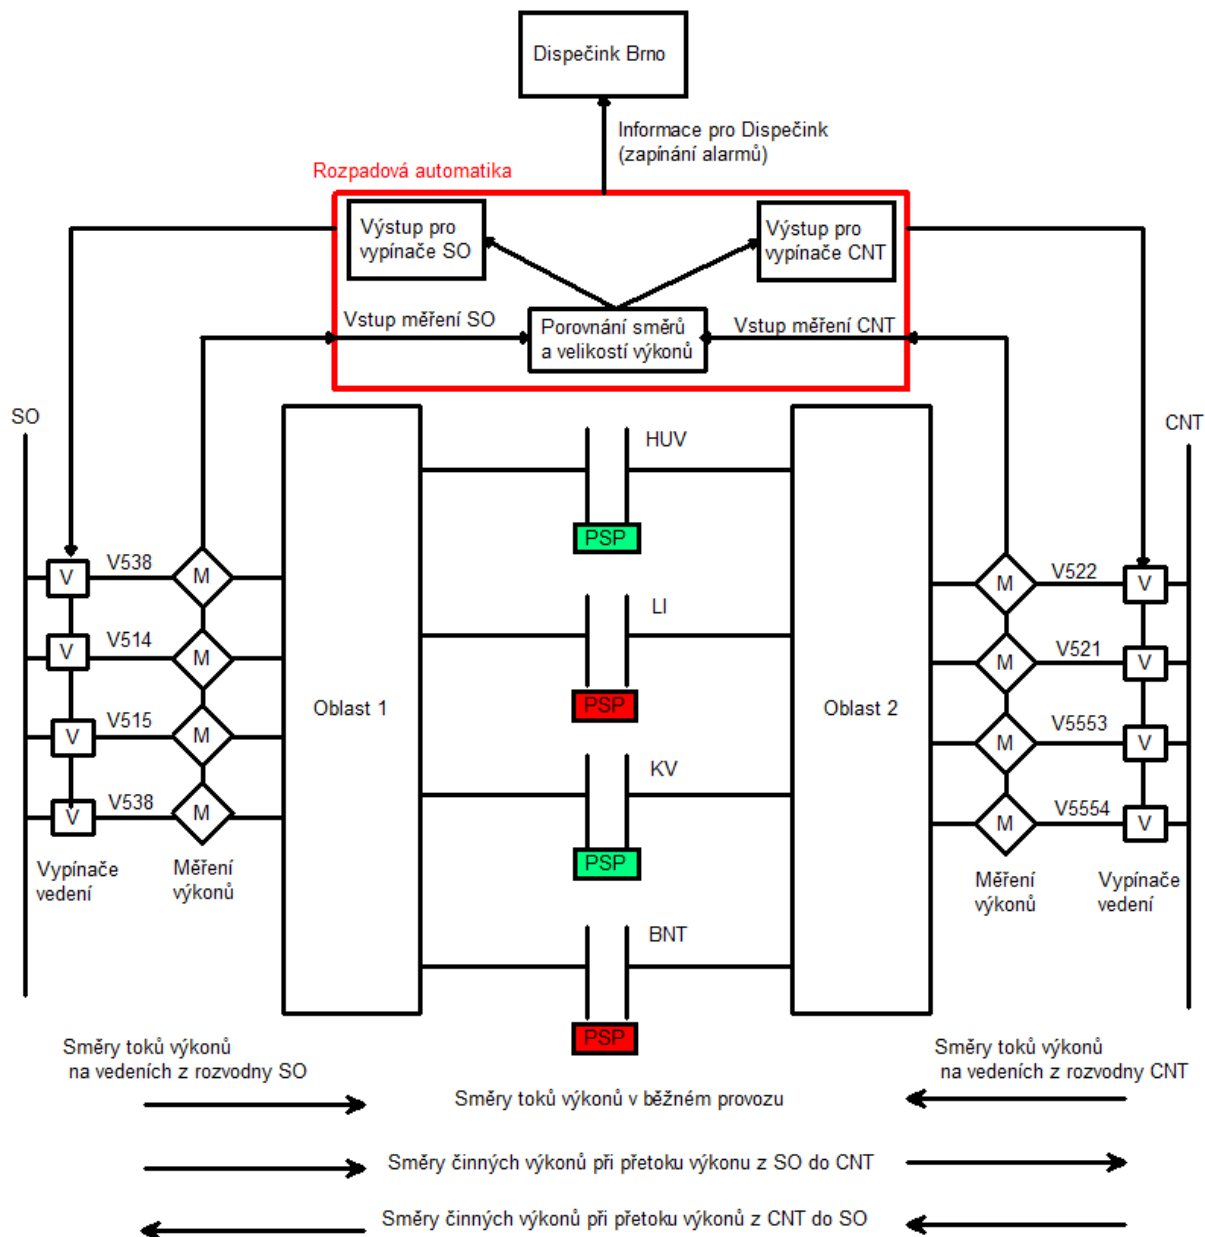 Dispečink Brno
Informace pro Dispečink
(zapínání alarmů)
Rozpadová automatika
Výstup pro
vypínače SO
Výstup pro
vypínače CNT
Vstup měření SO
Porovnání směrů
a velikostí výkonů
Vstup měření CNT
SO
CNT
HUV
PSP
V538
V
M
M
V522
V
LI
PSP
V514
V
M
M
V521
V
Oblast 1
Oblast 2
V515
V
M
M
V5553
V
KV
PSP
V538
V
M
M
V5554
V
Vypínače
vedení
Měření
výkonů
Měření
výkonů
Vypínače
vedení
BNT
PSP
Směry toků výkonů
na vedeních z rozvodny SO
Směry toků výkonů
na vedeních z rozvodny CNT
Směry toků výkonů v běžném provozu
Směry činných výkonů při přetoku výkonu z SO do CNT
Směry činných výkonů při přetoku výkonů z CNT do SO